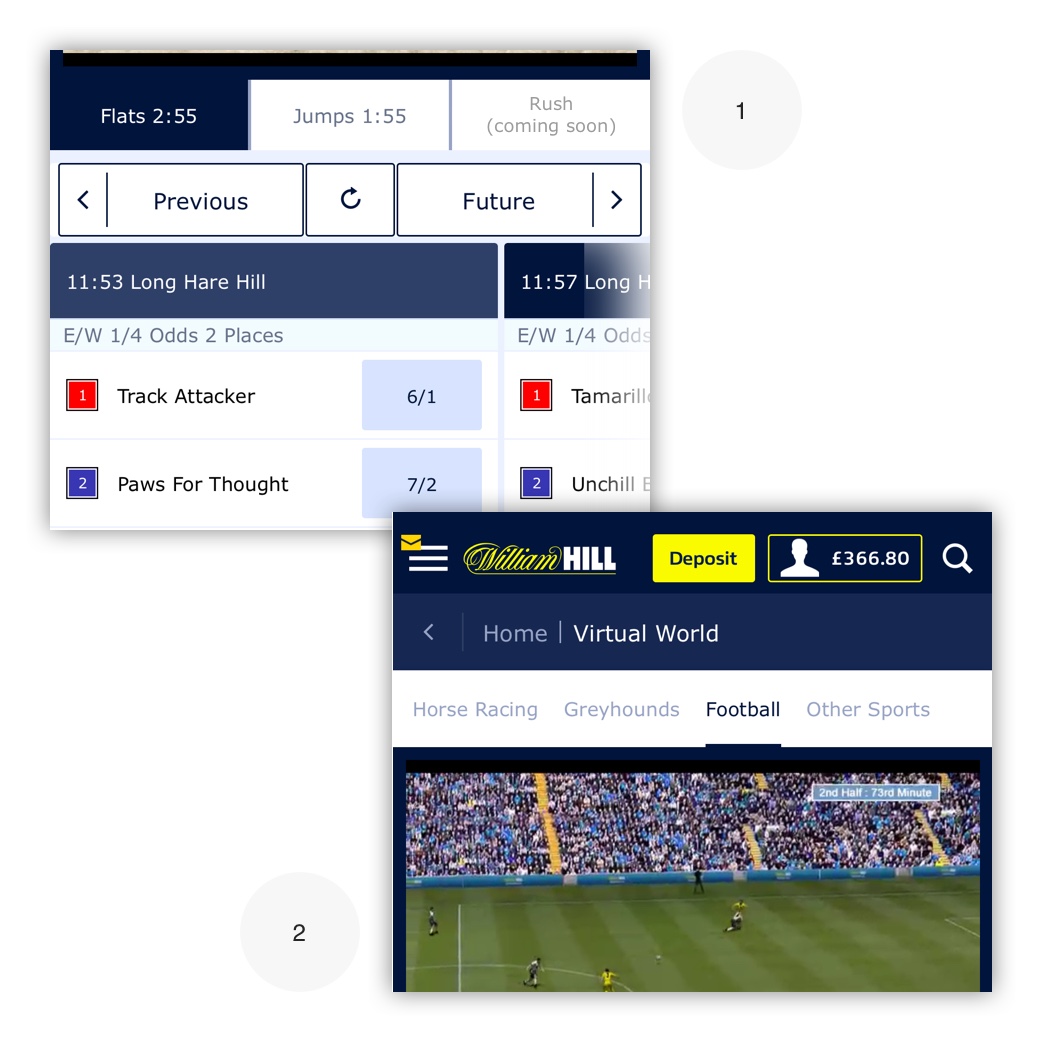 Flats 2:55
Jumps 1:55
Rush
(coming soon)
1
Previous
Future
11:53 Long Hare Hill
11:57 Long H
E/W 1/4 Odds 2 Places
E/W 1/4 Odds
1 Track Attacker 6/1
1 Tamarillo
2 Paws For Thought 7/2
2 Unchill B
William HILL
Deposit
£366.80
Home | Virtual World
Horse Racing Greyhounds Football Other Sports
2nd Half : 73rd Minute
2